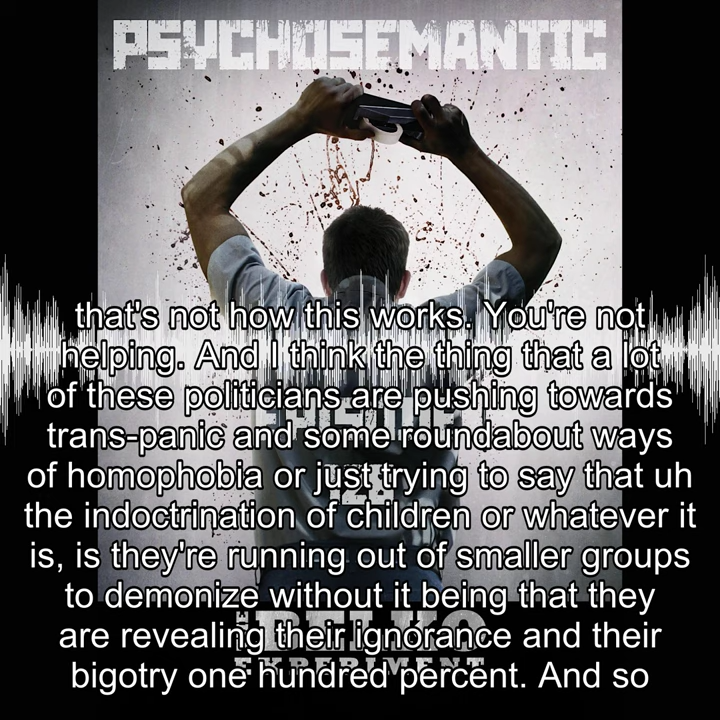 PSYCHOSEMANTIC
that's not how this works. You're not
helping. And I think the thing that a lot
of these politicians are pushing towards
trans-panic and some roundabout ways
of homophobia or just trying to say that uh
the indoctrination of children or whatever it
is, is they're running out of smaller groups
to demonize without it being that they
are revealing their ignorance and their
bigotry one hundred percent. And so
THE BELKO
EXPERIMENT